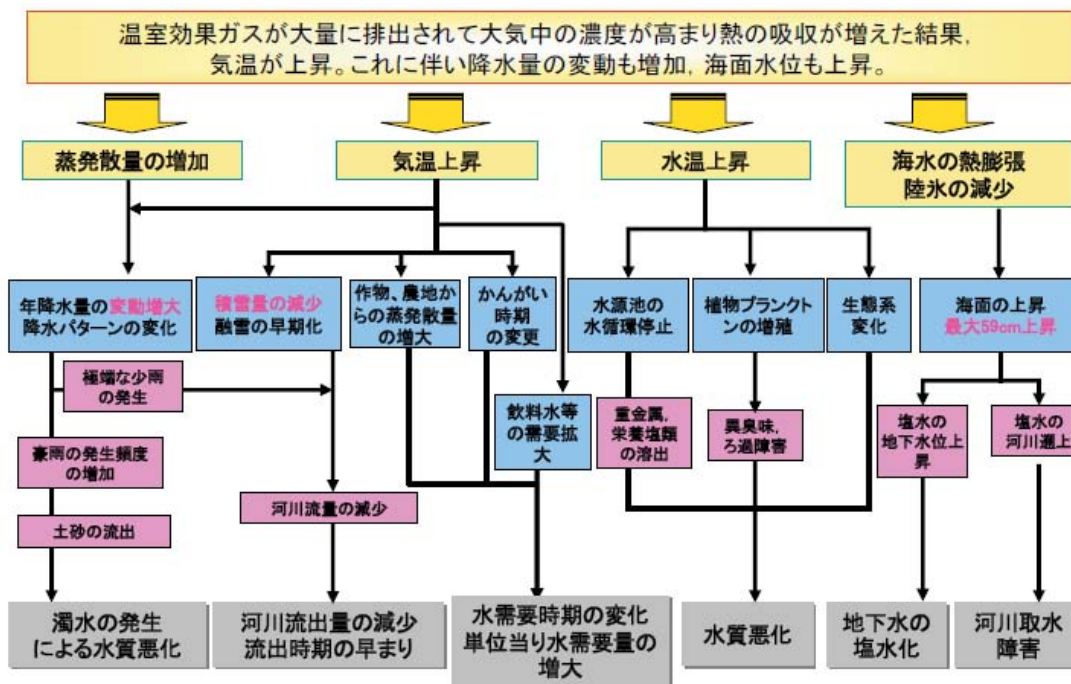 温室効果ガスが大量に排出されて大気中の濃度が高まり熱の吸収が増えた結果,
気温が上昇。これに伴い降水量の変動も増加, 海面水位も上昇。
蒸発散量の増加
気温上昇
水温上昇
海水の熱膨張
陸氷の減少
年降水量の変動増大
降水パターンの変化
積雪量の減少
融雪の早期化
作物、農地か
らの蒸発散量
の増大
かんがい
時期
の変更
水源池の
水循環停止
植物プランクト
ンの増殖
生態系
変化
海面の上昇
最大59cm上昇
極端な少雨
の発生
飲料水等
の需要拡
大
重金属,
栄養塩類
の溶出
異臭味,
ろ過障害
塩水の
地下水位上
昇
塩水の
河川遡上
豪雨の発生頻度
の増加
河川流量の減少
土砂の流出
濁水の発生
による水質悪化
河川流出量の減少
流出時期の早まり
水需要時期の変化
単位当り水需要量の
増大
水質悪化
地下水の
塩水化
河川取水
障害